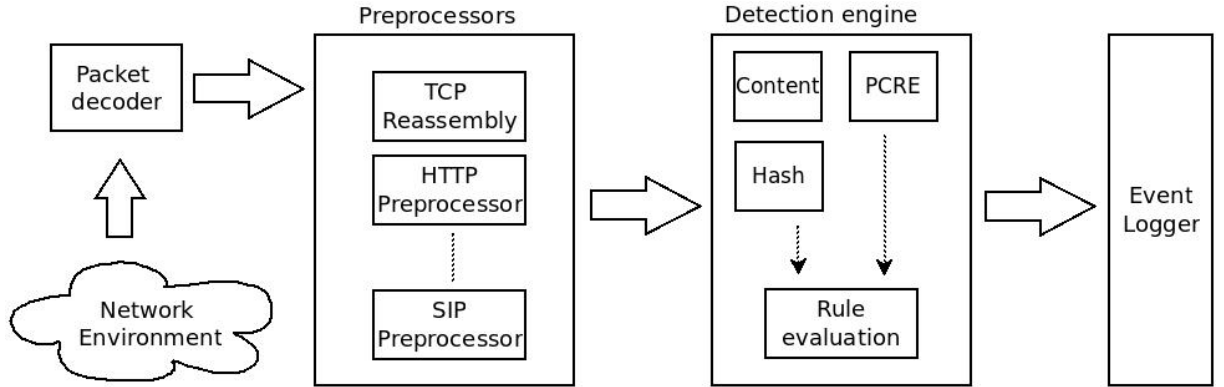 Preprocessors
Detection engine
Packet
decoder
TCP
Reassembly
HTTP
Preprocessor
SIP
Preprocessor
Content
PCRE
Hash
Rule
evaluation
Event
Logger
Network
Environment